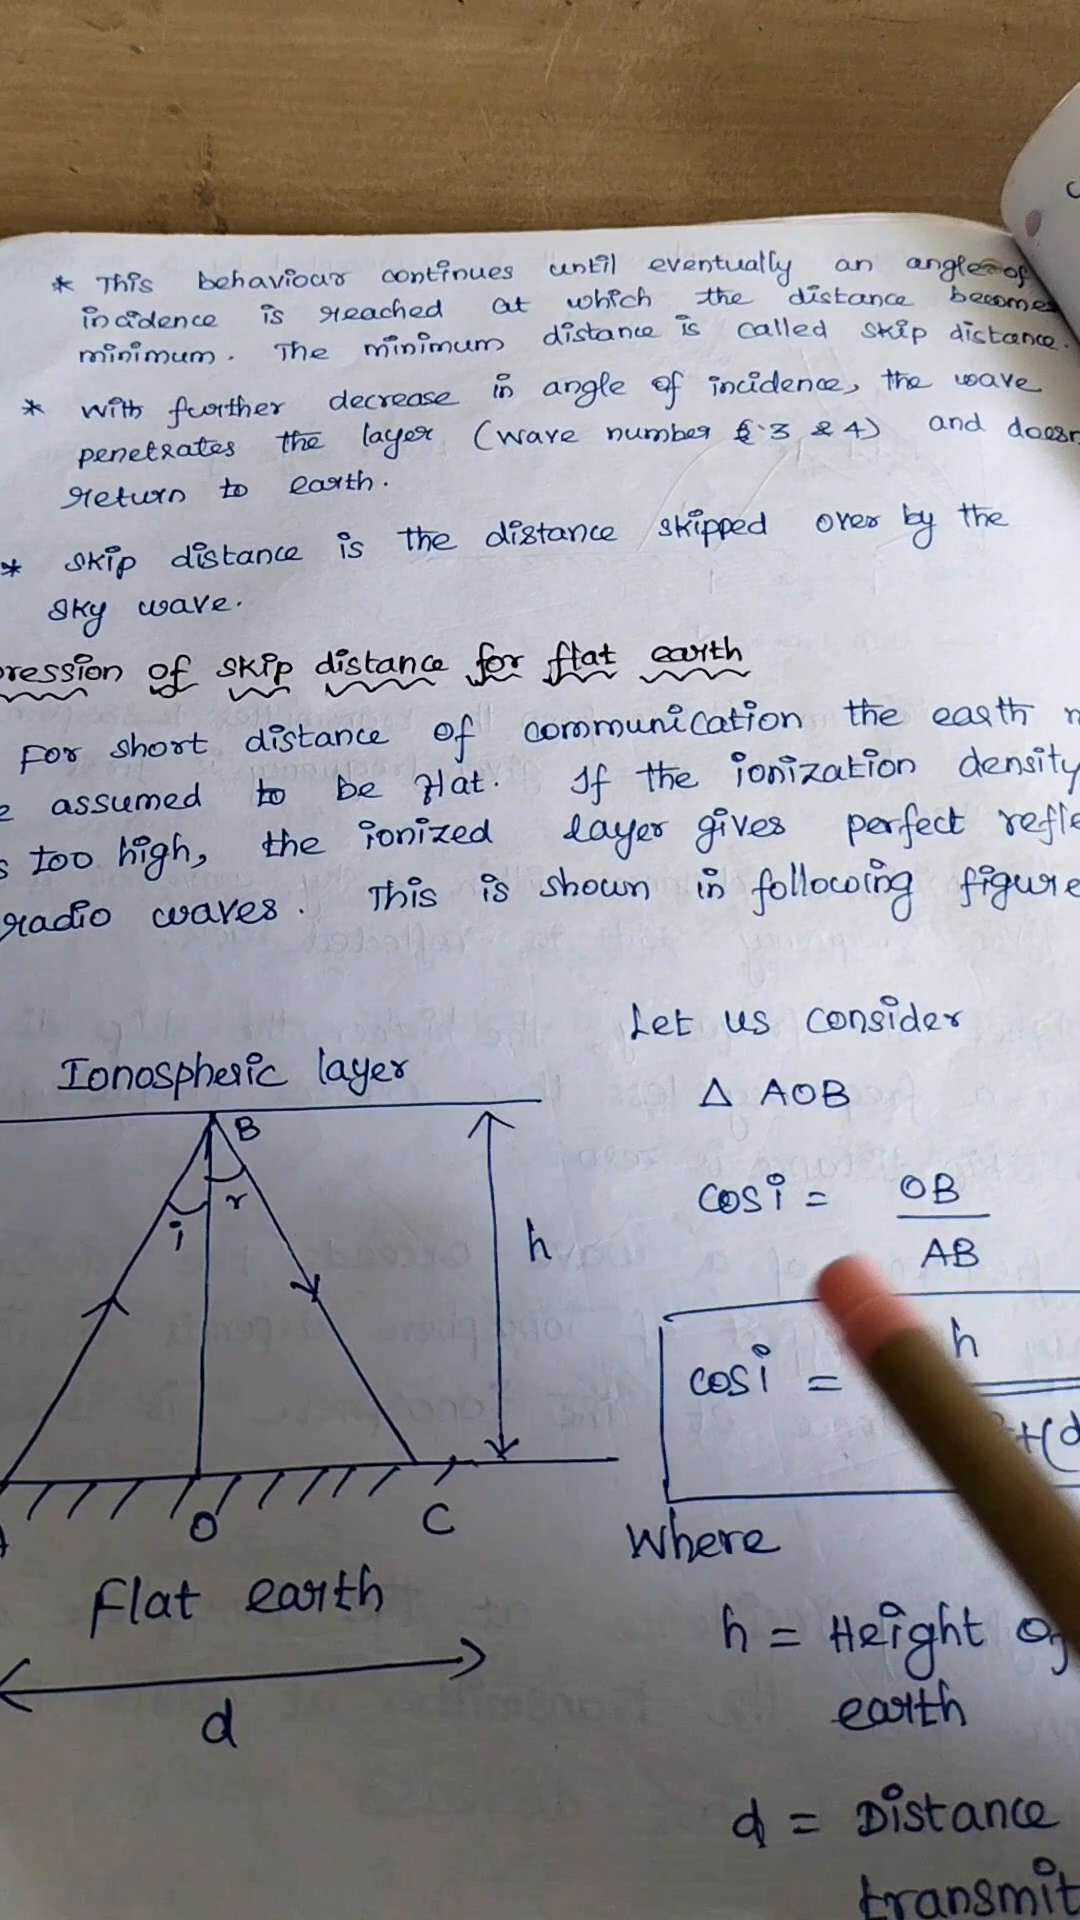 * This behaviour continues until eventually an angle of
incidence is reached at which the distance becomes
minimum. The minimum distance is called skip distance.
* with further decrease in angle of incidence, the wave
penetrates the layer (wave number 3 & 4) and doesn
return to earth.
* skip distance is the distance skipped over by the
sky wave.
ression of skip distance for flat earth
For short distance of communication the earth
assumed to be flat. If the ionization density
too high, the ionized layer gives perfect refle
radio waves. This is shown in following figure
Let us consider
Δ AOB
Ionospheric layer
B
r
i
h
cos i = OB
AB
cos i = h
+(d
O
C
Where
Flat earth
h = Height of
earth
d
d = Distance
transmit